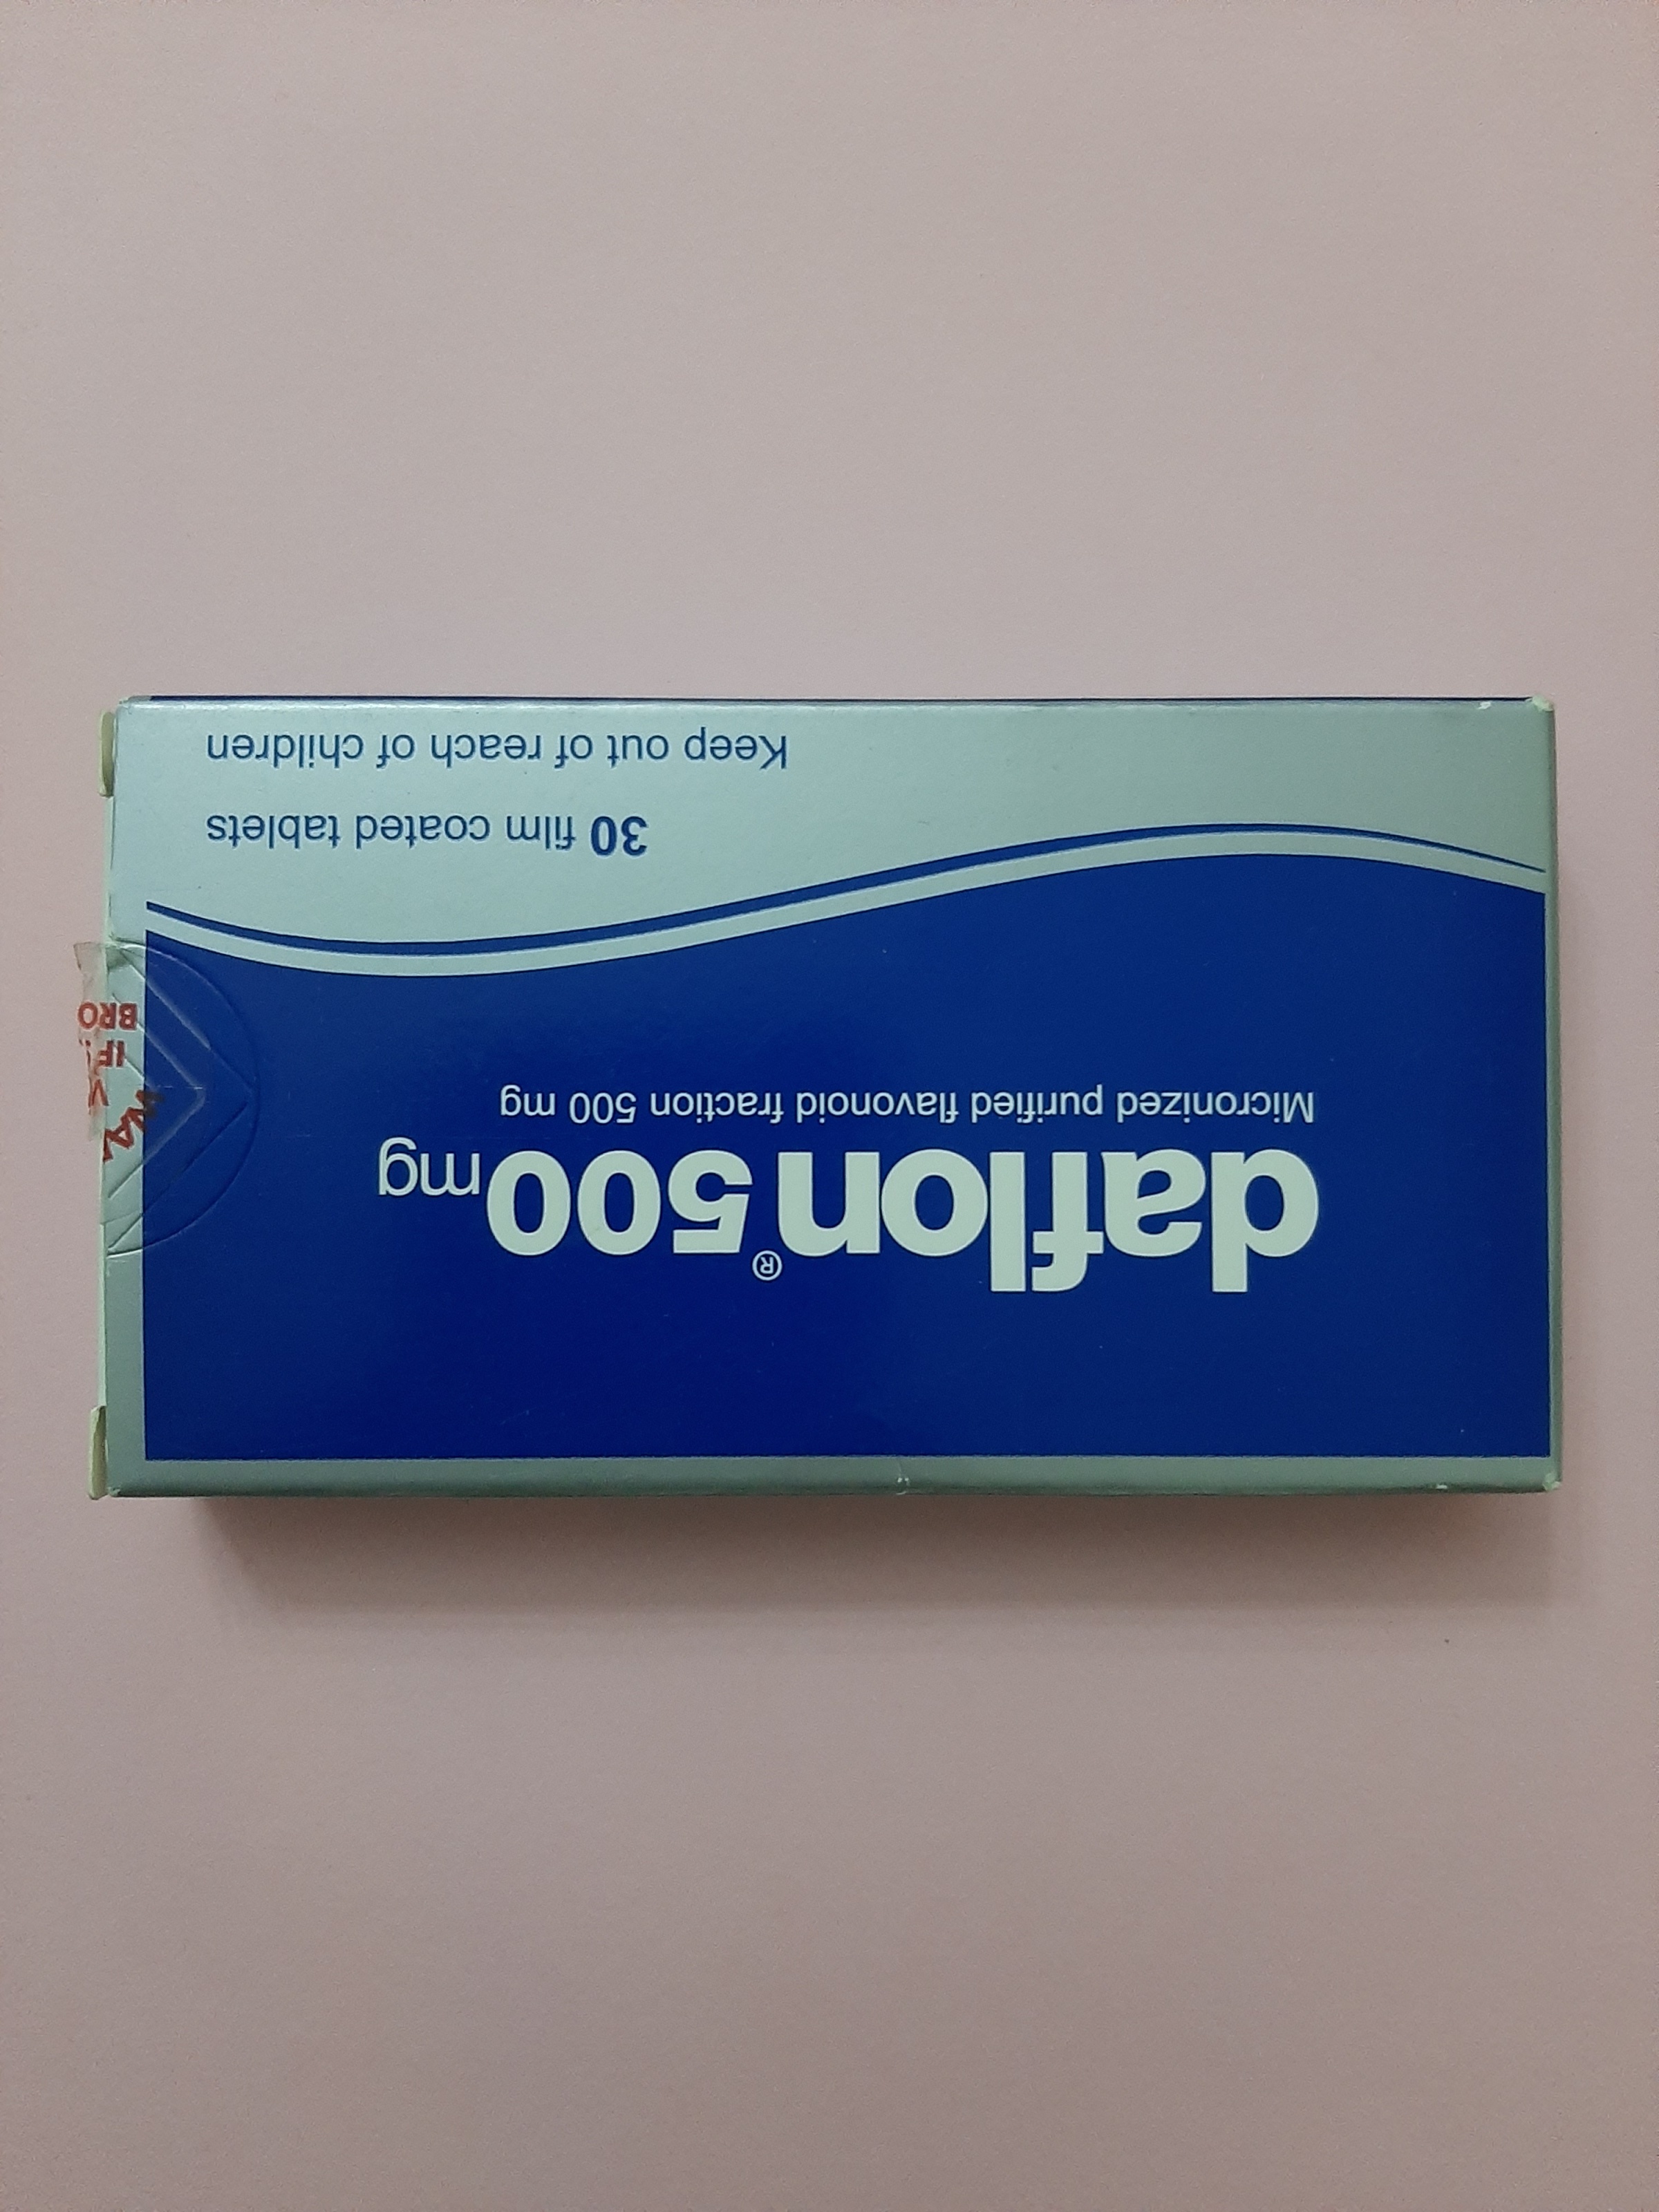 daflon® 500 mg
Micronized purified flavonoid fraction 500 mg
30 film coated tablets
Keep out of reach of children
IF